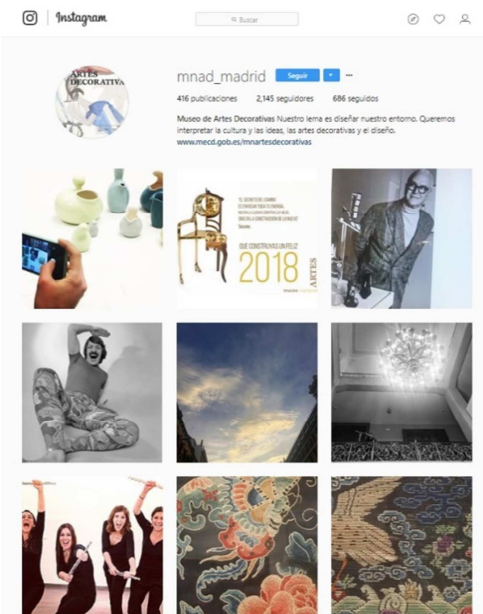 Instagram
Buscar
mnad_madrid Seguir
416 publicaciones 2,145 seguidores 686 seguidos
Museo de Artes Decorativas Nuestro lema es diseñar nuestro entorno. Queremos
interpretar la cultura y las ideas, las artes decorativas y el diseño.
www.mecd.gob.es/mnartesdecorativas
ARTES
DECORATIVA
QUE CONSTRUYAS UN FELIZ
2018
ARTES